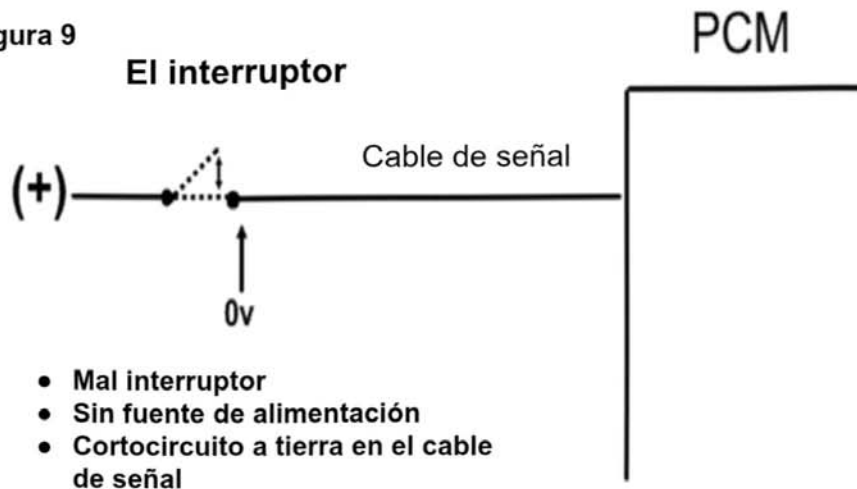 gura 9
PCM
El interruptor
Cable de señal
(+)
0v
● Mal interruptor
● Sin fuente de alimentación
● Cortocircuito a tierra en el cable
de señal